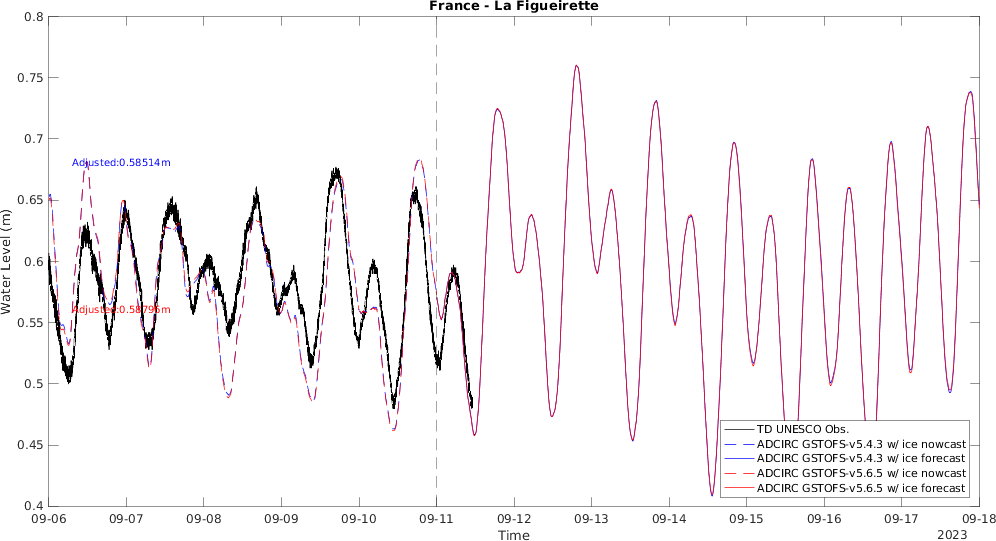 France - La Figueirette
0.8
0.75
0.7
0.65
0.6
0.55
0.5
0.45
0.4
Water Level (m)
Adjusted:0.58514m
Adjusted:0.58796m
TD UNESCO Obs.
ADCIRC GSTOFS-v5.4.3 w/ ice nowcast
ADCIRC GSTOFS-v5.4.3 w/ ice forecast
ADCIRC GSTOFS-v5.6.5 w/ ice nowcast
ADCIRC GSTOFS-v5.6.5 w/ ice forecast
09-06 09-07 09-08 09-09 09-10 09-11 09-12 09-13 09-14 09-15 09-16 09-17 09-18
Time
2023